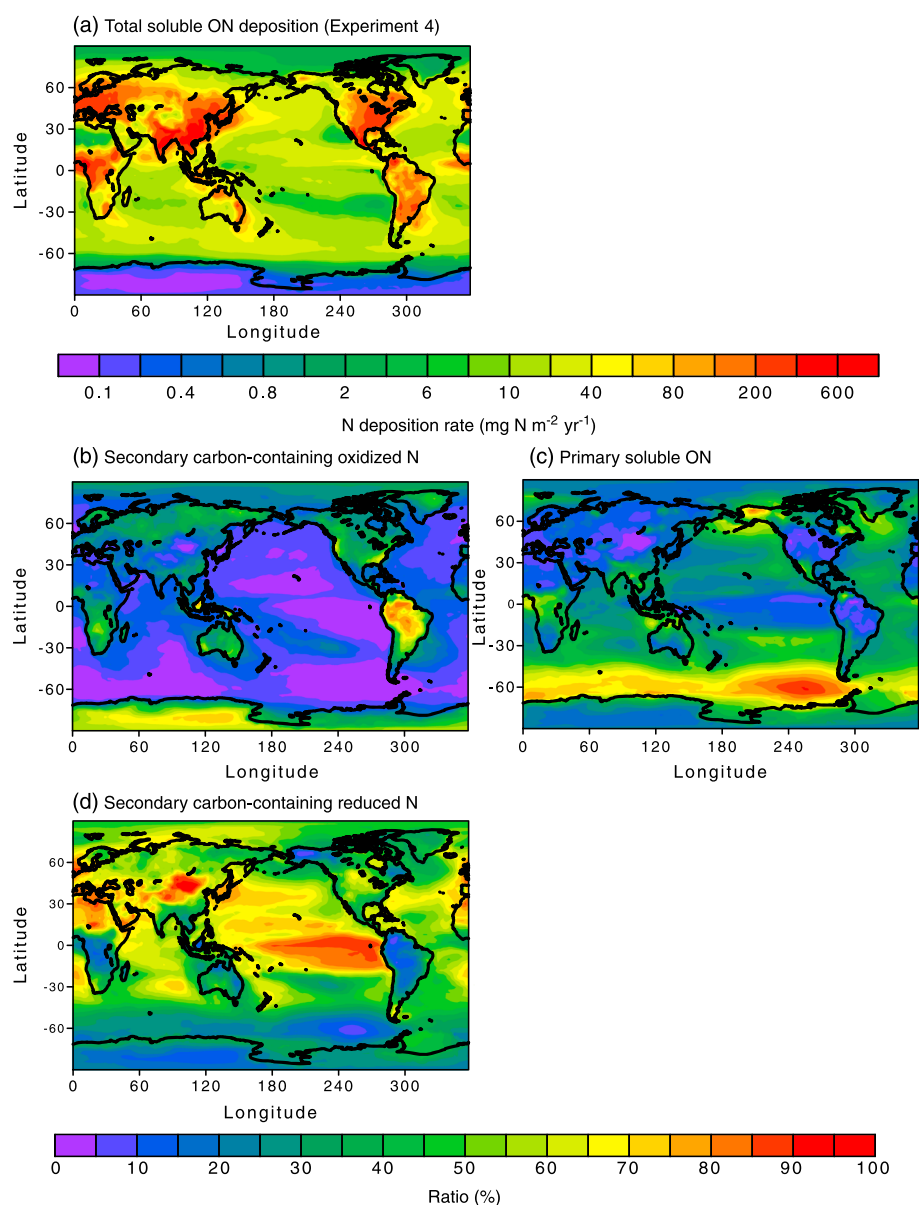 (a) Total soluble ON deposition (Experiment 4)
Latitude
60
30
0
-30
-60
0 60 120 180 240 300
Longitude
0.1 0.4 0.8 2 6 10 40 80 200 600
N deposition rate (mg N m⁻² yr⁻¹)
(b) Secondary carbon-containing oxidized N
Latitude
60
30
0
-30
-60
0 60 120 180 240 300
Longitude
(c) Primary soluble ON
Latitude
60
30
0
-30
-60
0 60 120 180 240 300
Longitude
(d) Secondary carbon-containing reduced N
Latitude
60
30
0
-30
-60
0 60 120 180 240 300
Longitude
0 10 20 30 40 50 60 70 80 90 100
Ratio (%)